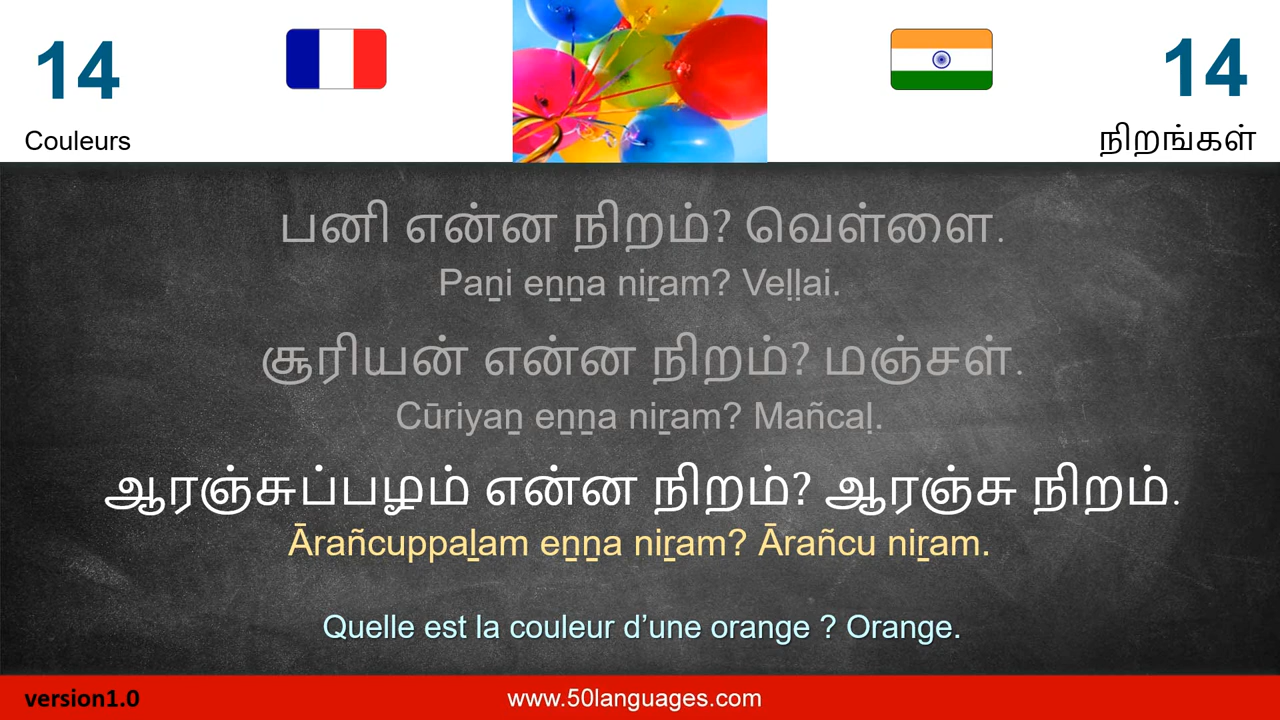 14
14
Couleurs
நிறங்கள்
பனி என்ன நிறம்? வெள்ளை.
Paṉi eṉṉa niṟam? Veḷḷai.
சூரியன் என்ன நிறம்? மஞ்சள்.
Cūriyaṉ eṉṉa niṟam? Mañcaḷ.
ஆரஞ்சுப்பழம் என்ன நிறம்? ஆரஞ்சு நிறம்.
Ārañcuppaḻam eṉṉa niṟam? Ārañcu niṟam.
Quelle est la couleur d’une orange ? Orange.
version1.0
www.50languages.com